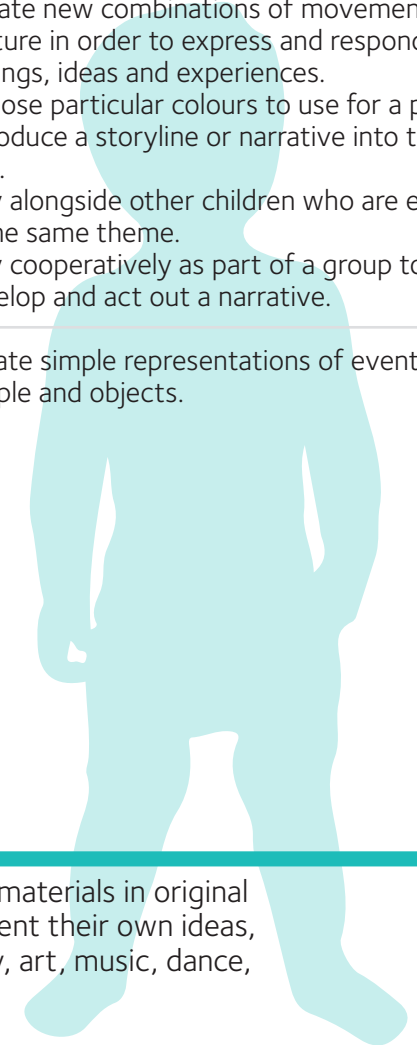 ate new combinations of movemen
ture in order to express and respond
ngs, ideas and experiences.
ose particular colours to use for a p
oduce a storyline or narrative into t
.
y alongside other children who are e
ne same theme.
y cooperatively as part of a group to
elop and act out a narrative.
ate simple representations of event
ple and objects.
materials in original
ent their own ideas,
y, art, music, dance,